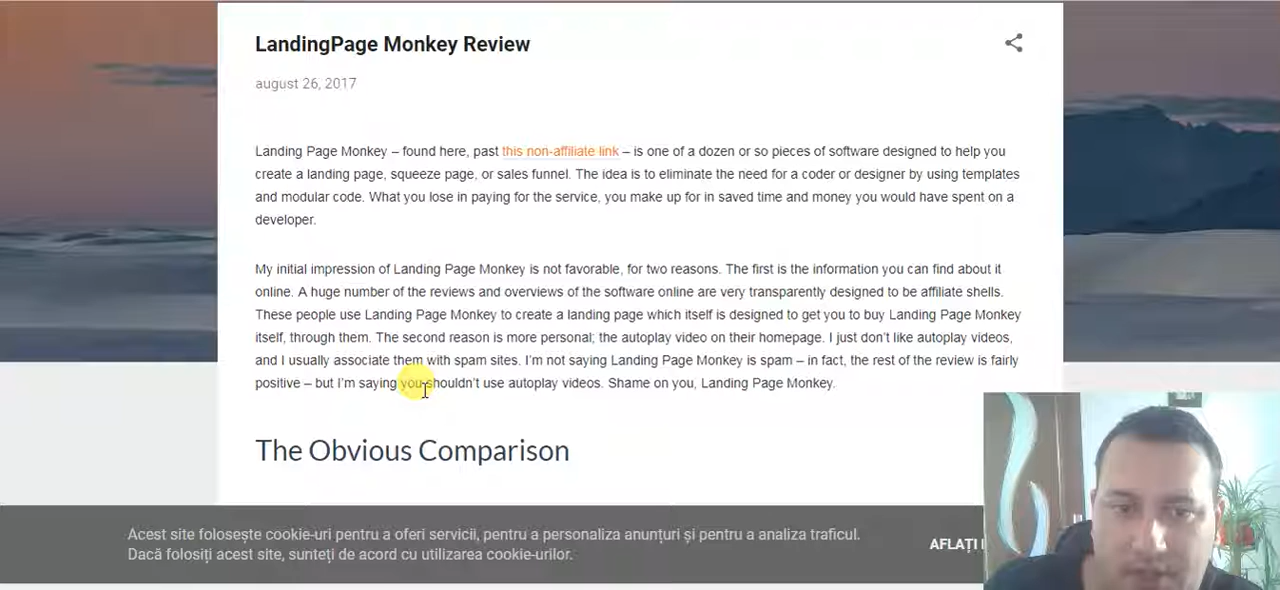 LandingPage Monkey Review
august 26, 2017
Landing Page Monkey – found here, past this non-affiliate link – is one of a dozen or so pieces of software designed to help you
create a landing page, squeeze page, or sales funnel. The idea is to eliminate the need for a coder or designer by using templates
and modular code. What you lose in paying for the service, you make up for in saved time and money you would have spent on a
developer.
My initial impression of Landing Page Monkey is not favorable, for two reasons. The first is the information you can find about it
online. A huge number of the reviews and overviews of the software online are very transparently designed to be affiliate shells.
These people use Landing Page Monkey to create a landing page which itself is designed to get you to buy Landing Page Monkey
itself, through them. The second reason is more personal; the autoplay video on their homepage. I just don't like autoplay videos,
and I usually associate them with spam sites. I'm not saying Landing Page Monkey is spam – in fact, the rest of the review is fairly
positive – but I'm saying you shouldn't use autoplay videos. Shame on you, Landing Page Monkey.
The Obvious Comparison
Acest site folosește cookie-uri pentru a oferi servicii, pentru a personaliza anunțuri și pentru a analiza traficul.
Dacă folosiți acest site, sunteți de acord cu utilizarea cookie-urilor.
AFLAȚI